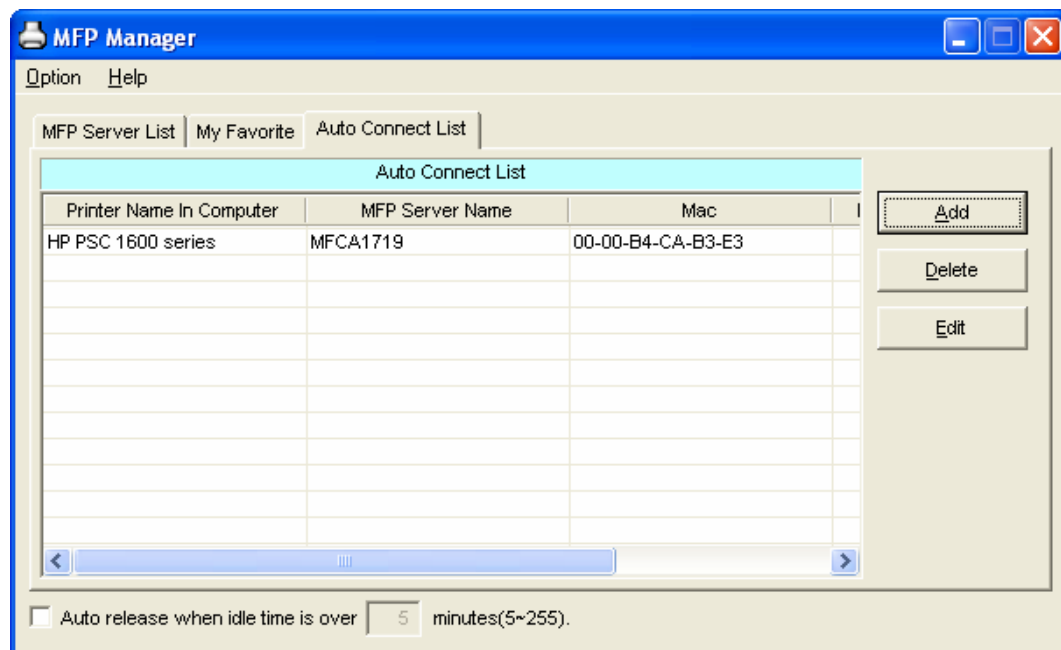 MFP Manager
Option Help
MFP Server List My Favorite Auto Connect List
Auto Connect List
Printer Name In Computer MFP Server Name Mac
HP PSC 1600 series MFCA1719 00-00-B4-CA-B3-E3
Add
Delete
Edit
Auto release when idle time is over 5 minutes(5~255).